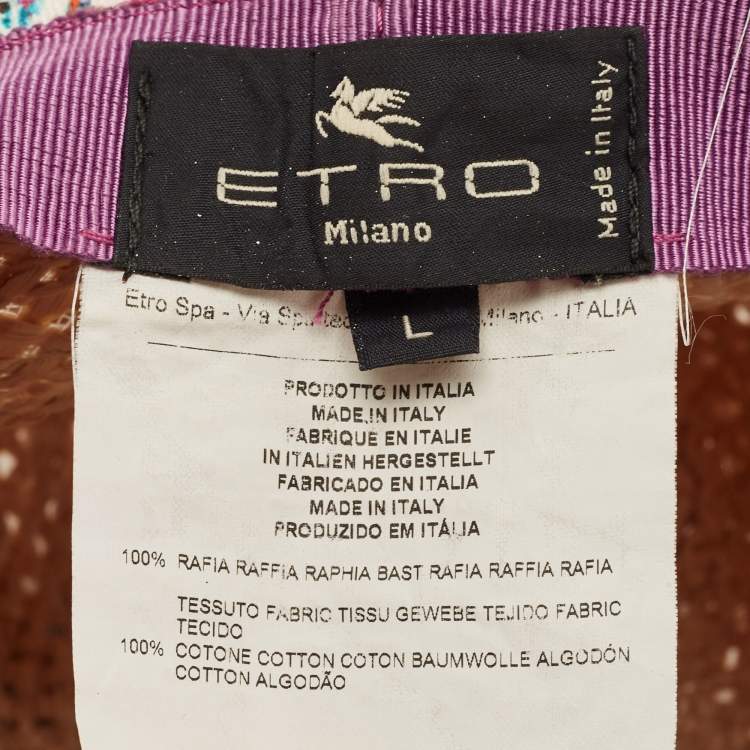 ETRO
Milano
Made in Italy
L
Etro Spa - Via Milano - ITALIA
PRODOTTO IN ITALIA
MADE IN ITALY
FABRIQUE EN ITALIE
IN ITALIEN HERGESTELLT
FABRICADO EN ITALIA
MADE IN ITALY
PRODUZIDO EM ITÁLIA
100% RAFIA RAFFIA RAPHIA BAST RAFIA RAFFIA RAFIA
TESSUTO FABRIC TISSU GEWEBE TEJIDO FABRIC
TECIDO
100% COTONE COTTON COTON BAUMWOLLE ALGODÓN
COTTON ALGODÃO